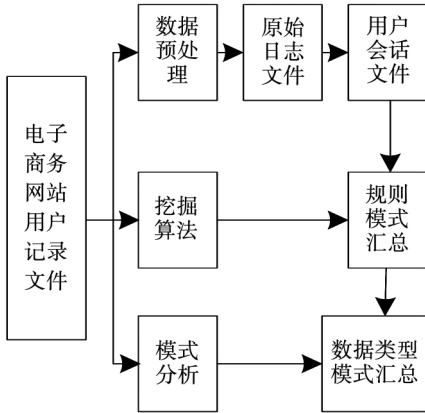 数据
预处
理
原始
日志
文件
用户
会话
文件
电子
商务
网站
用户
记录
文件
挖掘
算法
规则
模式
汇总
模式
分析
数据类型
模式汇总